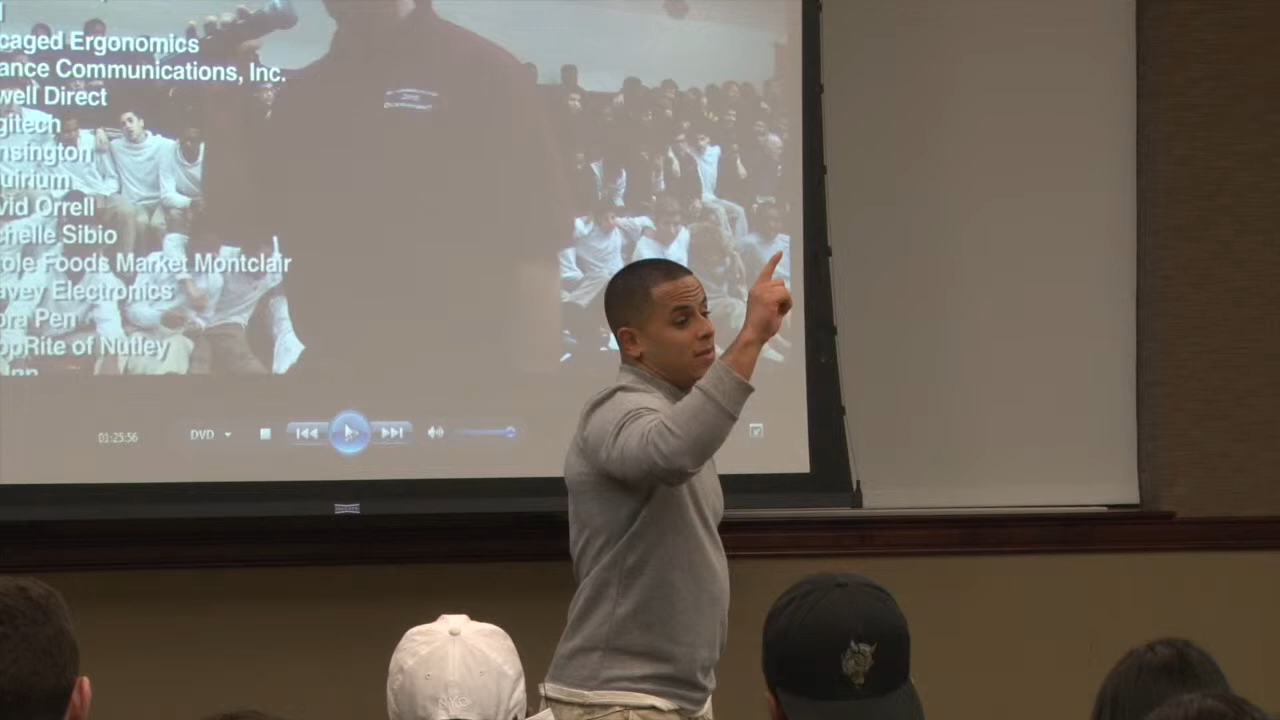 caged Ergonomics
ance Communications, Inc.
well Direct
gitech
nsington
uirium
vid Orrell
chelle Sibio
ole Foods Market Montclair
avey Electronics
ora Pen
opRite of Nutley
01:25:56
DVD